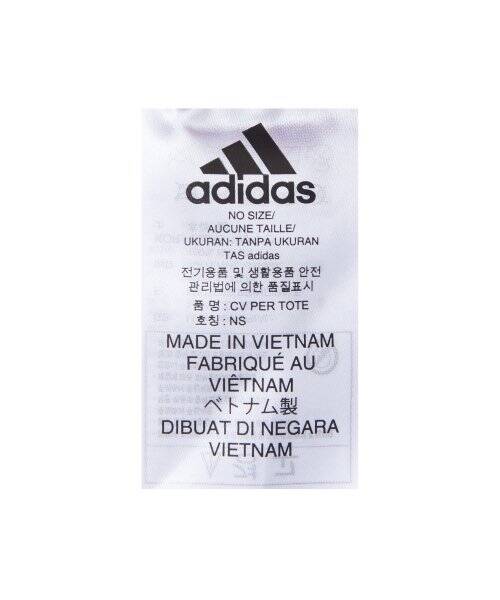 adidas
NO SIZE/
AUCUNE TAILLE/
UKURAN: TANPA UKURAN
TAS adidas
전기용품 및 생활용품 안전
관리법에 의한 품질표시
품 명 : CV PER TOTE
호칭 : NS
MADE IN VIETNAM
FABRIQUÉ AU
VIÊTNAM
ベトナム製
DIBUAT DI NEGARA
VIETNAM